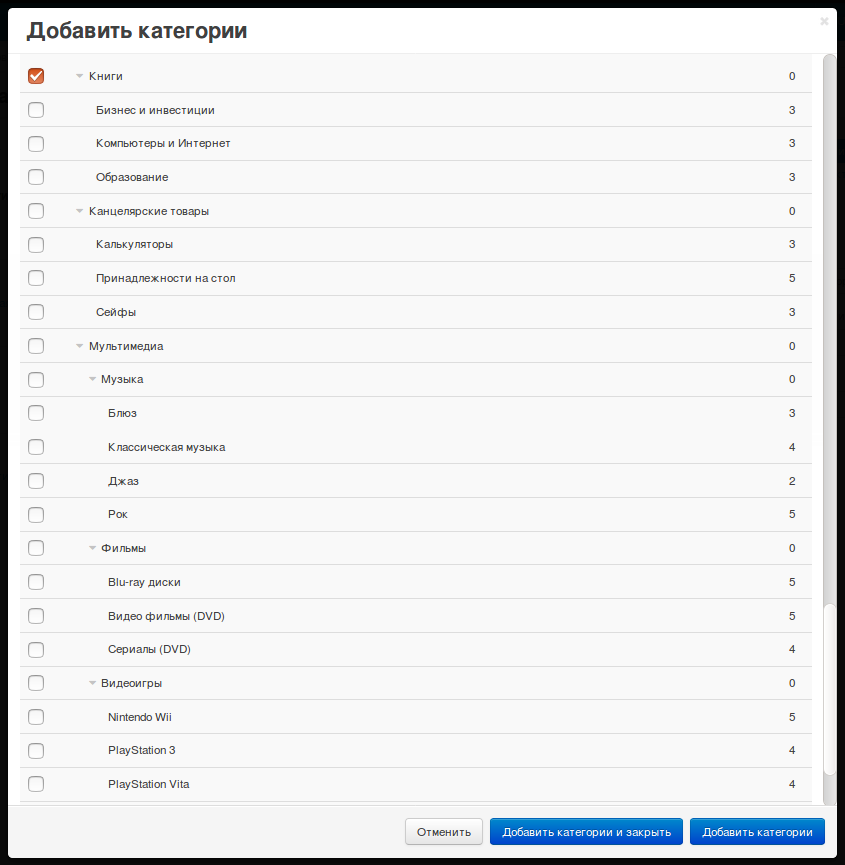 Добавить категории
Книги 0
Бизнес и инвестиции 3
Компьютеры и Интернет 3
Образование 3
Канцелярские товары 0
Калькуляторы 3
Принадлежности на стол 5
Сейфы 3
Мультимедиа 0
Музыка 0
Блюз 3
Классическая музыка 4
Джаз 2
Рок 5
Фильмы 0
Blu-ray диски 5
Видео фильмы (DVD) 5
Сериалы (DVD) 4
Видеоигры 0
Nintendo Wii 5
PlayStation 3 4
PlayStation Vita 4
Отменить Добавить категории и закрыть Добавить категории